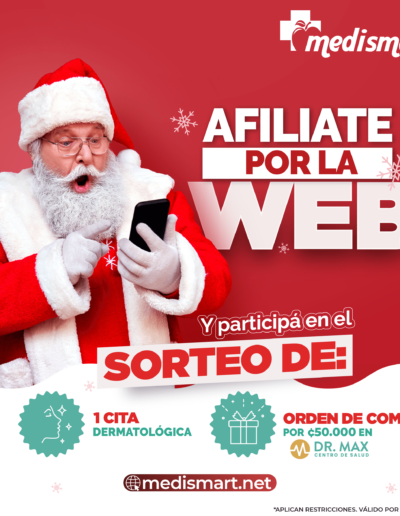 medism
AFILIATE
POR LA
WEB
Y participá en el
SORTEO DE:
1 CITA
DERMATOLÓGICA
ORDEN DE COM
POR ₡50.000 EN
DR. MAX
CENTRO DE SALUD
medismart.net
*APLICAN RESTRICCIONES. VÁLIDO POR